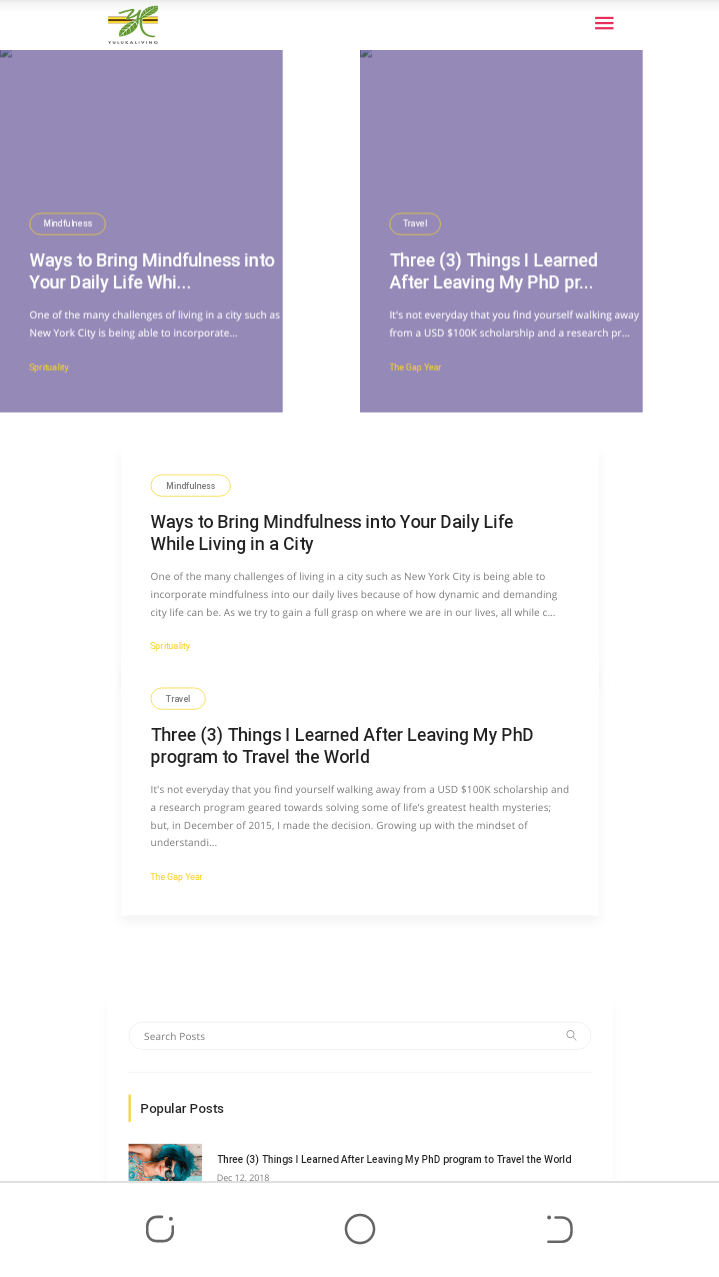 YULDKALIVING
Mindfulness
Ways to Bring Mindfulness into
Your Daily Life Whi...
One of the many challenges of living in a city such as
New York City is being able to incorporate...
Sprituality
Travel
Three (3) Things I Learned
After Leaving My PhD pr...
It's not everyday that you find yourself walking away
from a USD $100K scholarship and a research pr...
The Gap Year
Mindfulness
Ways to Bring Mindfulness into Your Daily Life
While Living in a City
One of the many challenges of living in a city such as New York City is being able to
incorporate mindfulness into our daily lives because of how dynamic and demanding
city life can be. As we try to gain a full grasp on where we are in our lives, all while c...
Sprituality
Travel
Three (3) Things I Learned After Leaving My PhD
program to Travel the World
It's not everyday that you find yourself walking away from a USD $100K scholarship and
a research program geared towards solving some of life's greatest health mysteries;
but, in December of 2015, I made the decision. Growing up with the mindset of
understandi...
The Gap Year
Search Posts
Popular Posts
Three (3) Things I Learned After Leaving My PhD program to Travel the World
Dec 12, 2018